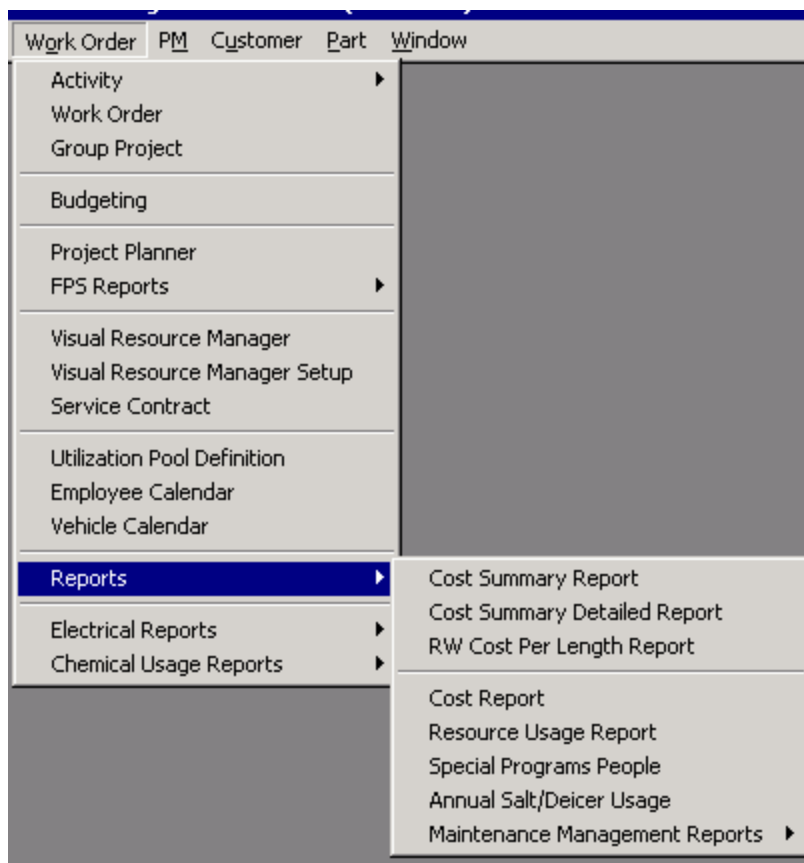 Work Order PM Customer Part Window
Activity
Work Order
Group Project
Budgeting
Project Planner
FPS Reports
Visual Resource Manager
Visual Resource Manager Setup
Service Contract
Utilization Pool Definition
Employee Calendar
Vehicle Calendar
Reports
Electrical Reports
Chemical Usage Reports
Cost Summary Report
Cost Summary Detailed Report
RW Cost Per Length Report
Cost Report
Resource Usage Report
Special Programs People
Annual Salt/Deicer Usage
Maintenance Management Reports